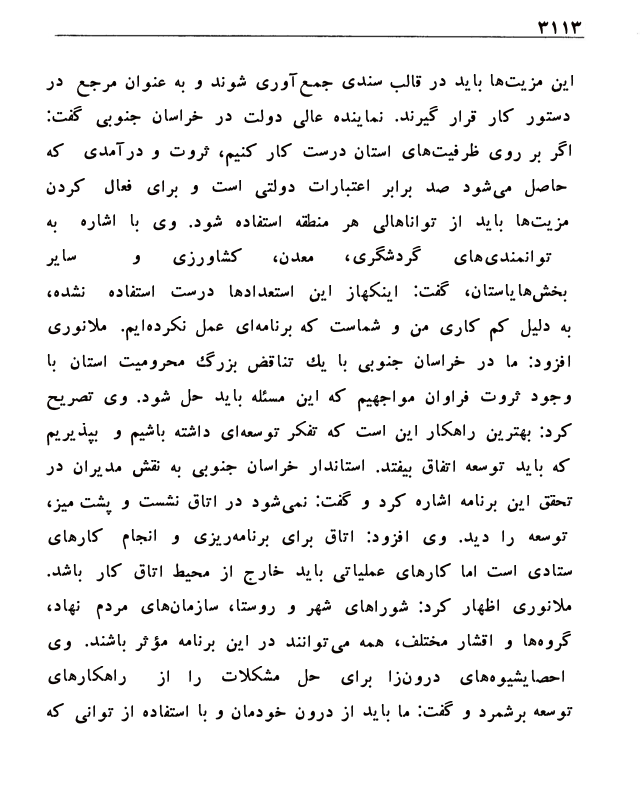 ۳۱۱۳
این مزیت‌ها باید در قالب سندی جمع‌آوری شوند و به عنوان مرجع در
دستور کار قرار گیرند. نماینده عالی دولت در خراسان جنوبی گفت:
اگر بر روی ظرفیت‌های استان درست کار کنیم، ثروت و درآمدی که
حاصل می‌شود صد برابر اعتبارات دولتی است و برای فعال کردن
مزیت‌ها باید از تواناهالی هر منطقه استفاده شود. وی با اشاره به
توانمندی‌های گردشگری، معدن، کشاورزی و سایر
بخش‌هایاستان، گفت: اینکهاز این استعدادها درست استفاده نشده،
به دلیل کم کاری من و شماست که برنامه‌ای عمل نکرده‌ایم. ملانوری
افزود: ما در خراسان جنوبی با یك تناقض بزرگ محرومیت استان با
وجود ثروت فراوان مواجهیم که این مسئله باید حل شود. وی تصریح
کرد: بهترین راهکار این است که تفکر توسعه‌ای داشته باشیم و بپذیریم
که باید توسعه اتفاق بیفتد. استاندار خراسان جنوبی به نقش مدیران در
تحقق این برنامه اشاره کرد و گفت: نمی‌شود در اتاق نشست و پشت میز،
توسعه را دید. وی افزود: اتاق برای برنامه‌ریزی و انجام کارهای
ستادی است اما کارهای عملیاتی باید خارج از محیط اتاق کار باشد.
ملانوری اظهار کرد: شوراهای شهر و روستا، سازمان‌های مردم نهاد،
گروه‌ها و اقشار مختلف، همه می‌توانند در این برنامه مؤثر باشند. وی
احصایشیوه‌های درون‌زا برای حل مشکلات را از راهکارهای
توسعه برشمرد و گفت: ما باید از درون خودمان و با استفاده از توانی که